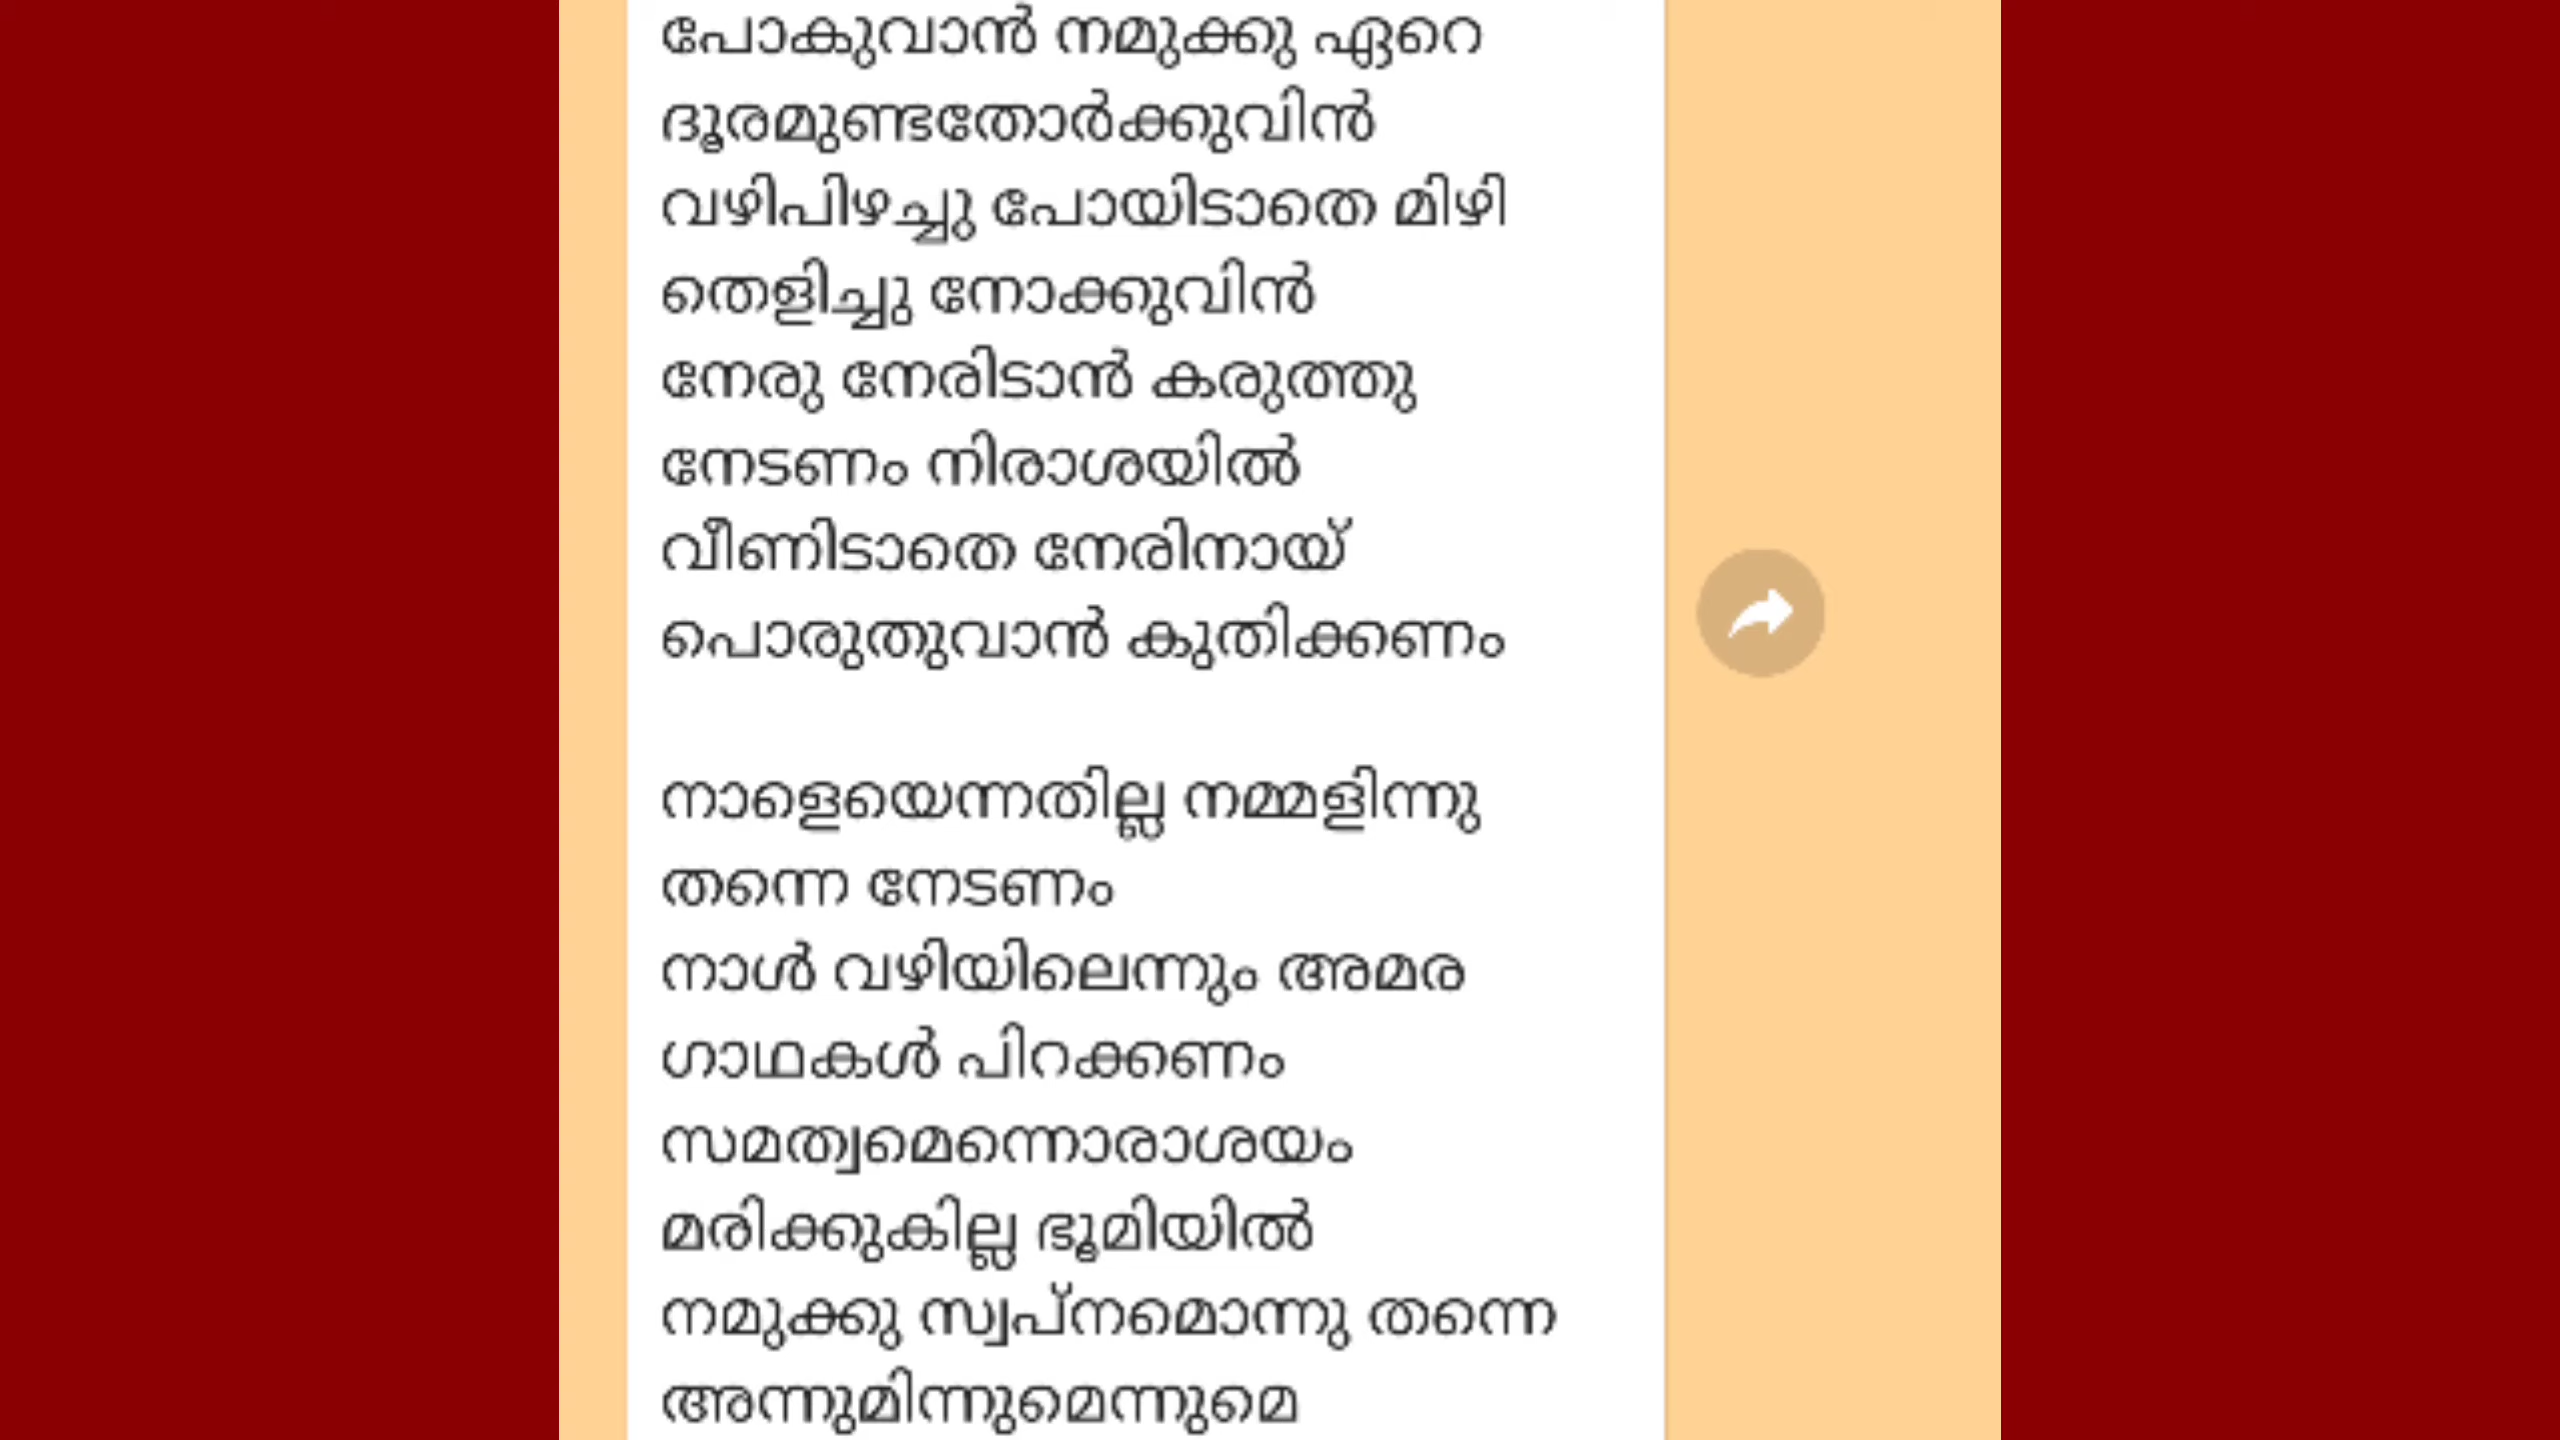 പോകുവാൻ നമുക്കു ഏറെ
ദൂരമുണ്ടതോർക്കുവിൻ
വഴിപിഴച്ചു പോയിടാതെ മിഴി
തെളിച്ചു നോക്കുവിൻ
നേരു നേരിടാൻ കരുത്തു
നേടണം നിരാശയിൽ
വീണിടാതെ നേരിനായ്
പൊരുതുവാൻ കുതിക്കണം
നാളെയെന്നതില്ല നമ്മളിന്നു
തന്നെ നേടണം
നാൾ വഴിയിലെന്നും അമര
ഗാഥകൾ പിറക്കണം
സമത്വമെന്നൊരാശയം
മരിക്കുകില്ല ഭൂമിയിൽ
നമുക്കു സ്വപ്നമൊന്നു തന്നെ
അന്നുമിന്നുമെന്നുമെ